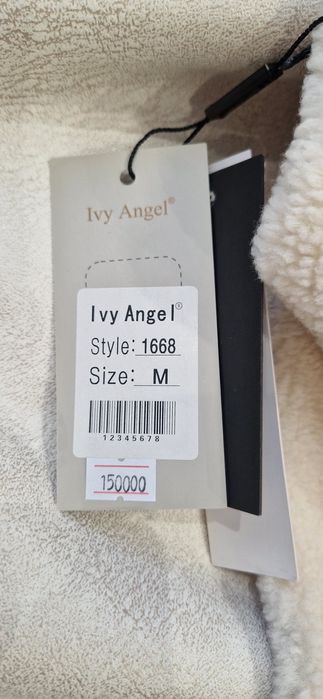 Ivy Angel®
Ivy Angel®
Style: 1668
Size: M
12345678
150000